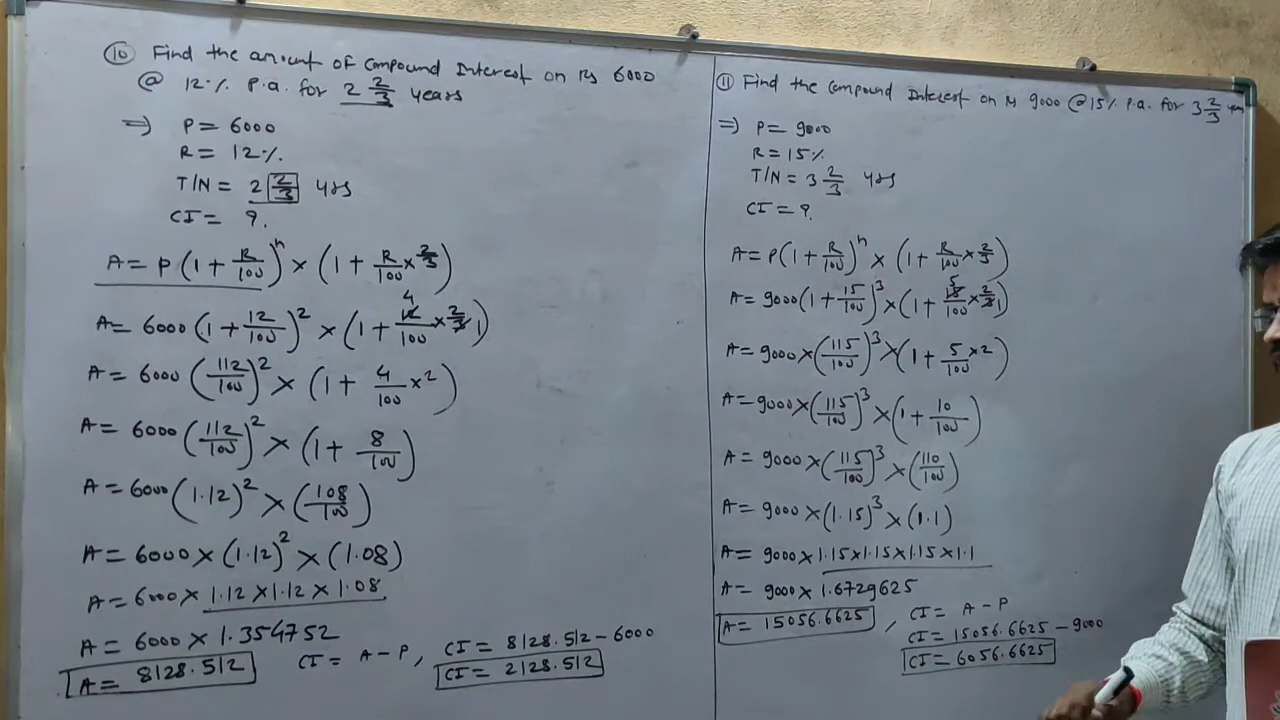 ⑩ Find the amount of Compound Interest on Rs 6000
@ 12% P.a. for 2 2/3 years
=) P = 6000
R = 12%.
T/N = 2 2/3 yrs
CI = ?
A = P(1 + R/100)^n × (1 + R/100 × 2/3)
A = 6000(1 + 12/100)^2 × (1 + 12/100 × 2/3) 4 1
A = 6000(112/100)^2 × (1 + 4/100 × 2)
A = 6000(112/100)^2 × (1 + 8/100)
A = 6000(1.12)^2 × (108/100)
A = 6000 × (1.12)^2 × (1.08)
A = 6000 × 1.12 × 1.12 × 1.08
A = 6000 × 1.354752
A = 8128.512
CI = A - P, CI = 8128.512 - 6000
CI = 2128.512
⑪ Find the Compound Interest on Rs 9000 @ 15% P.a. for 3 2/3 yrs
=) P = 9000
R = 15%
T/N = 3 2/3 yrs
CI = ?
A = P(1 + R/100)^n × (1 + R/100 × 2/3)
A = 9000(1 + 15/100)^3 × (1 + 15/100 × 2/3) 5 1
A = 9000 × (115/100)^3 × (1 + 5/100 × 2)
A = 9000 × (115/100)^3 × (1 + 10/100)
A = 9000 × (115/100)^3 × (110/100)
A = 9000 × (1.15)^3 × (1.1)
A = 9000 × 1.15 × 1.15 × 1.15 × 1.1
A = 9000 × 1.6729625
A = 15056.6625, CI = A - P
CI = 15056.6625 - 9000
CI = 6056.6625